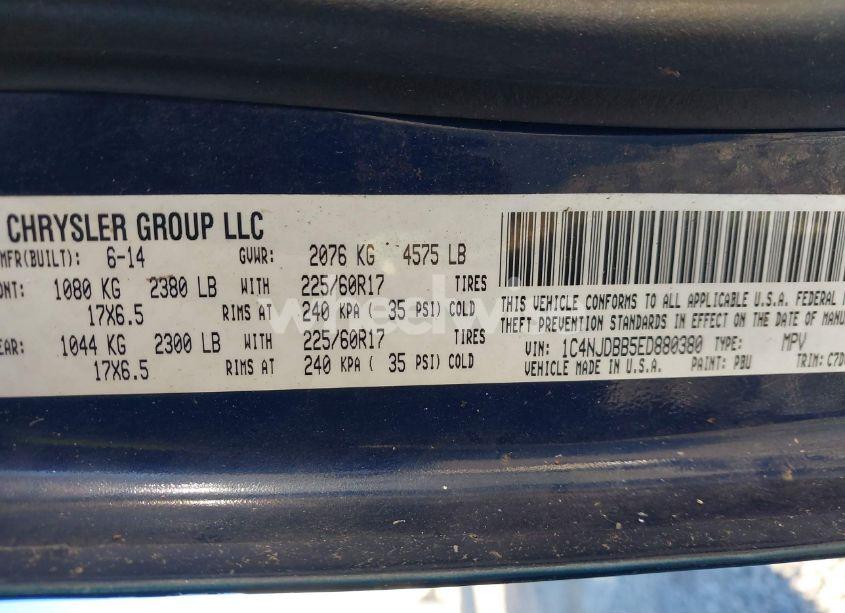 CHRYSLER GROUP LLC
MFR(BUILT): 6-14 GVWR: 2076 KG 4575 LB
ONT: 1080 KG 2380 LB WITH 225/60R17 TIRES
17X6.5 RIMS AT 240 KPA ( 35 PSI) COLD
EAR: 1044 KG 2300 LB WITH 225/60R17 TIRES
17X6.5 RIMS AT 240 KPA ( 35 PSI) COLD
THIS VEHICLE CONFORMS TO ALL APPLICABLE U.S.A. FEDERAL
THEFT PREVENTION STANDARDS IN EFFECT ON THE DATE OF MANU
VIN: 1C4NJDBB5ED880380 TYPE: MPV
VEHICLE MADE IN U.S.A. PAINT: PBU TRIM: C7D